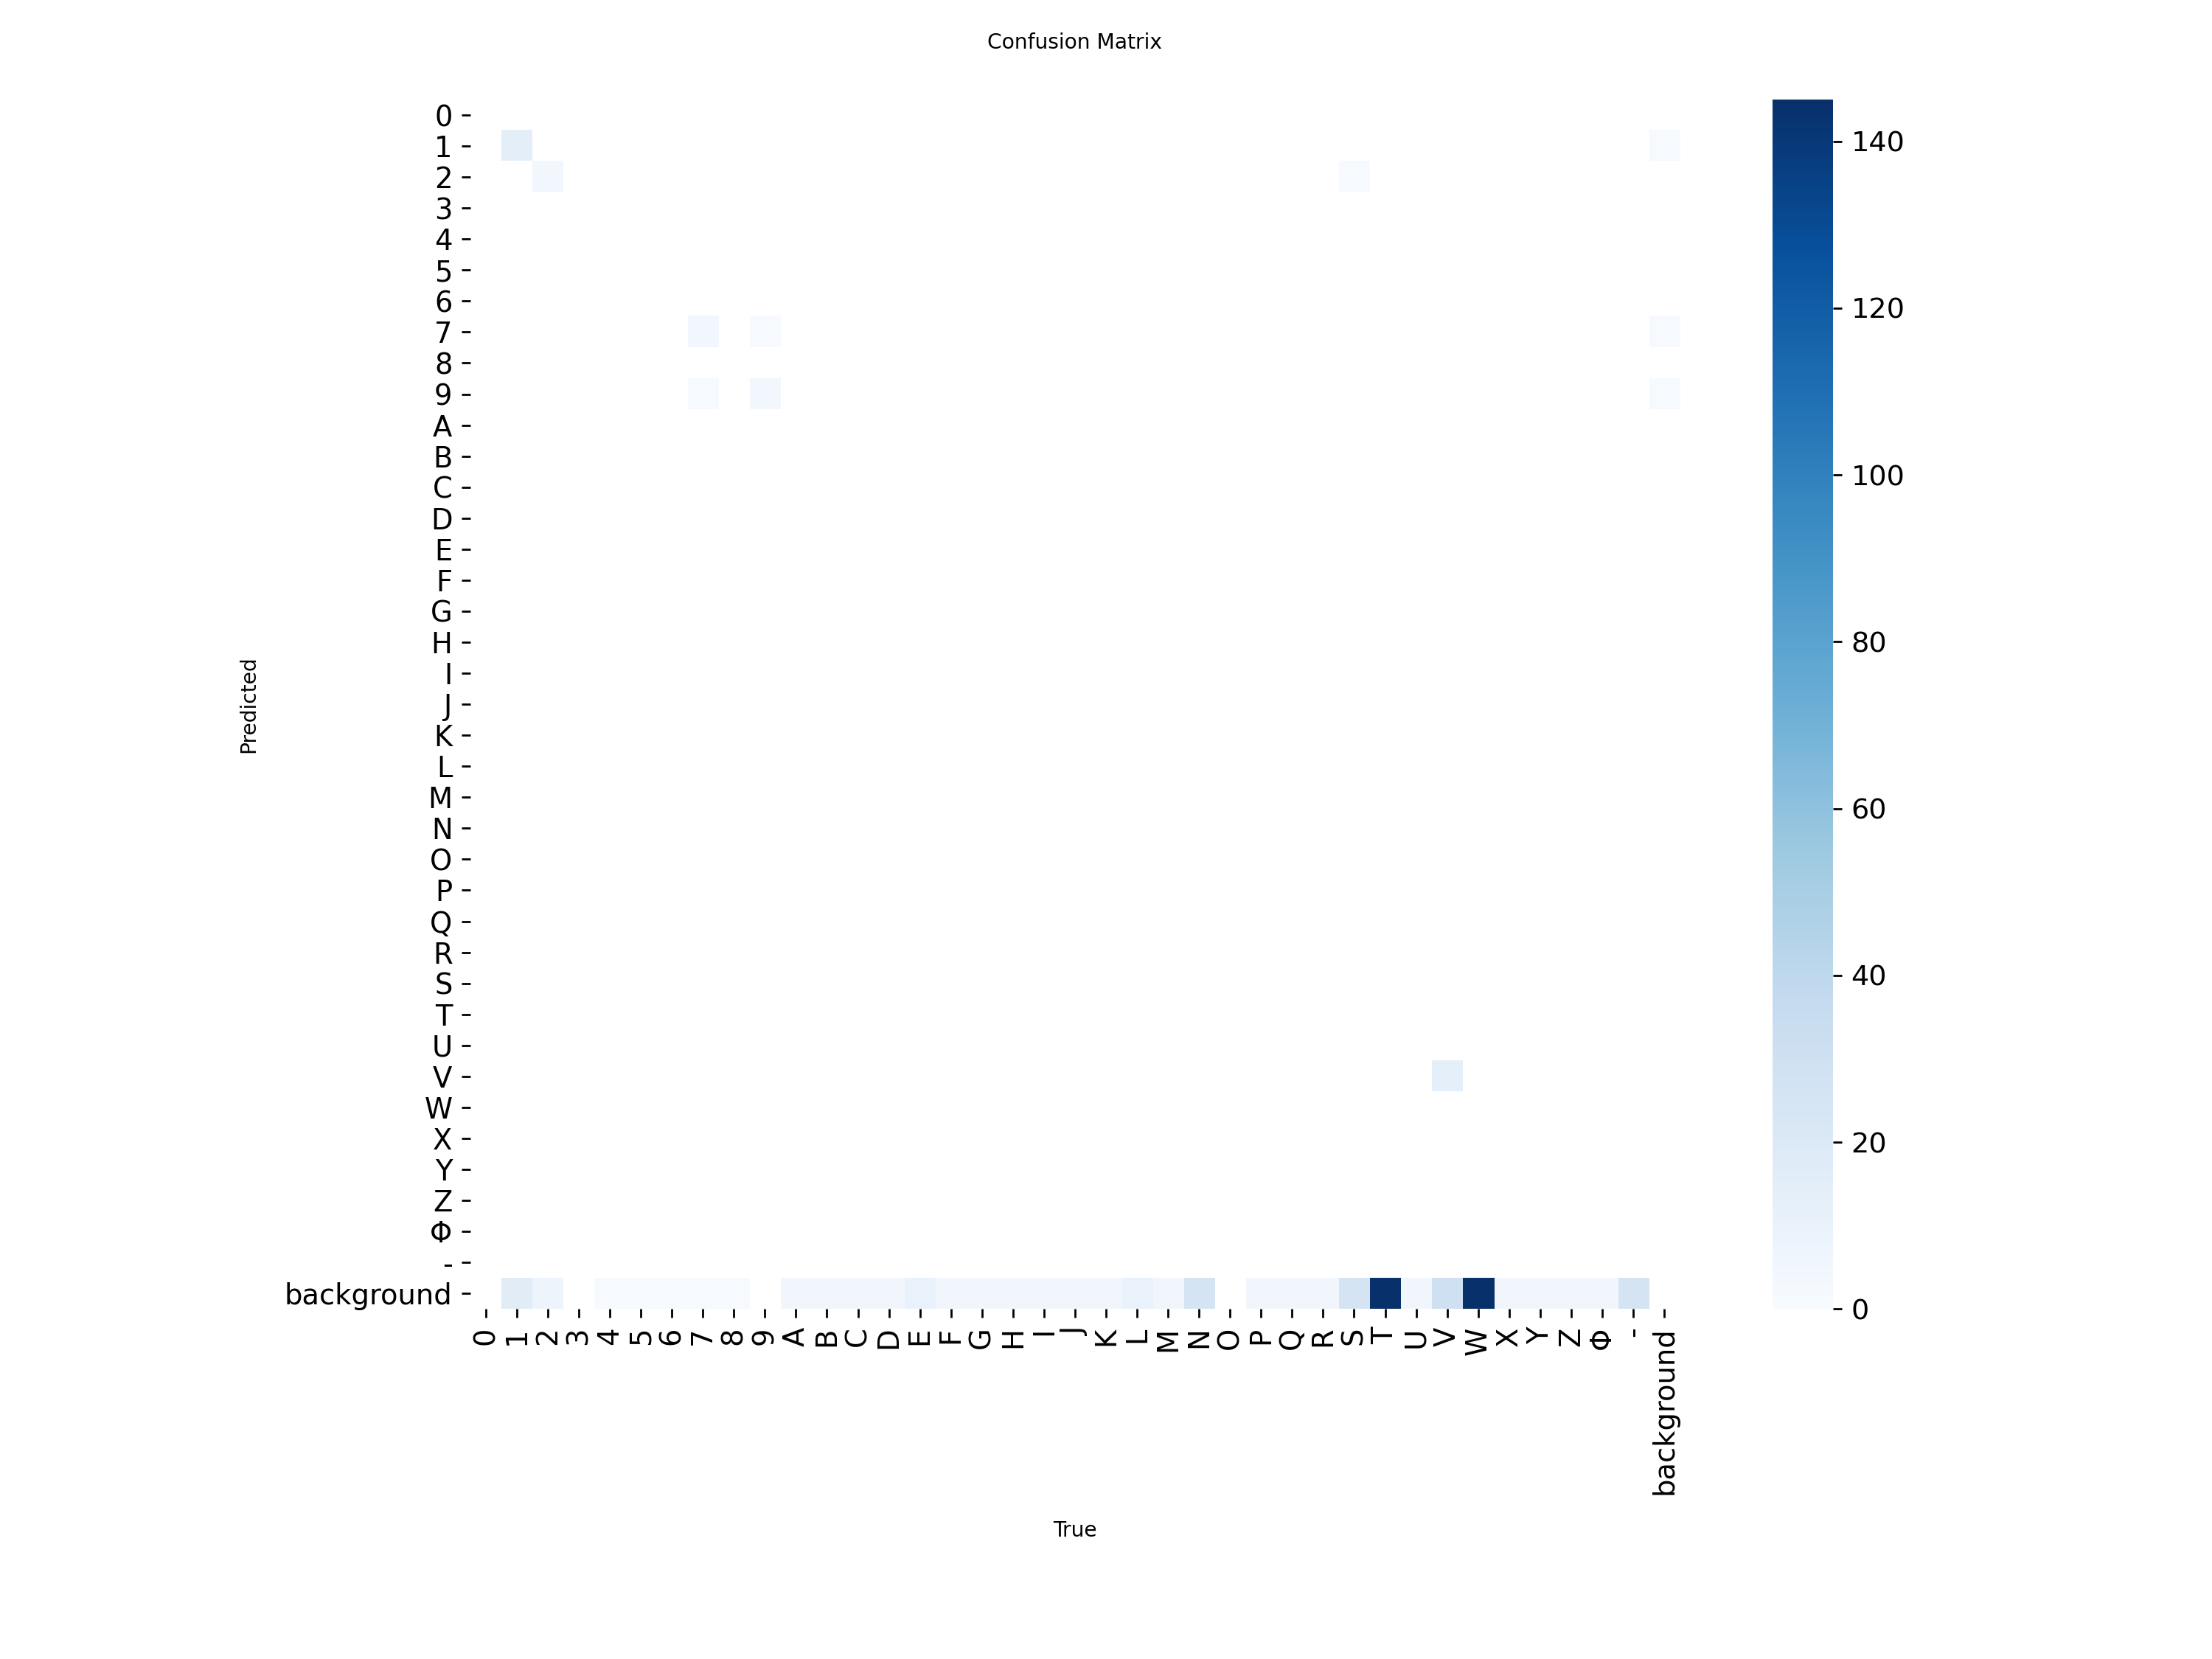 Confusion Matrix
0
1
2
3
4
5
6
7
8
9
A
B
C
D
E
F
G
H
I
J
K
L
M
N
O
P
Q
R
S
T
U
V
W
X
Y
Z
Φ
-
background
Predicted
0 1 2 3 4 5 6 7 8 9 A B C D E F G H I J K L M N O P Q R S T U V W X Y Z Φ - background
True
140
120
100
80
60
40
20
0